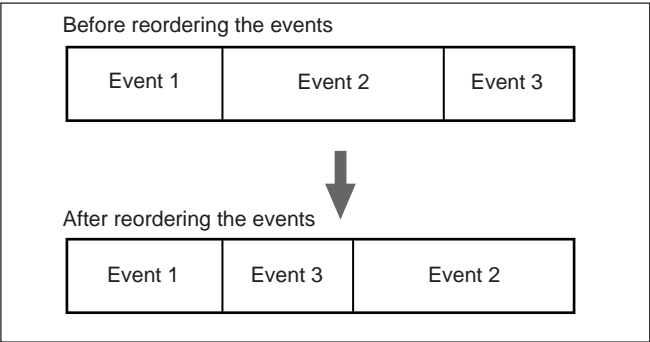 Before reordering the events
Event 1 Event 2 Event 3
After reordering the events
Event 1 Event 3 Event 2